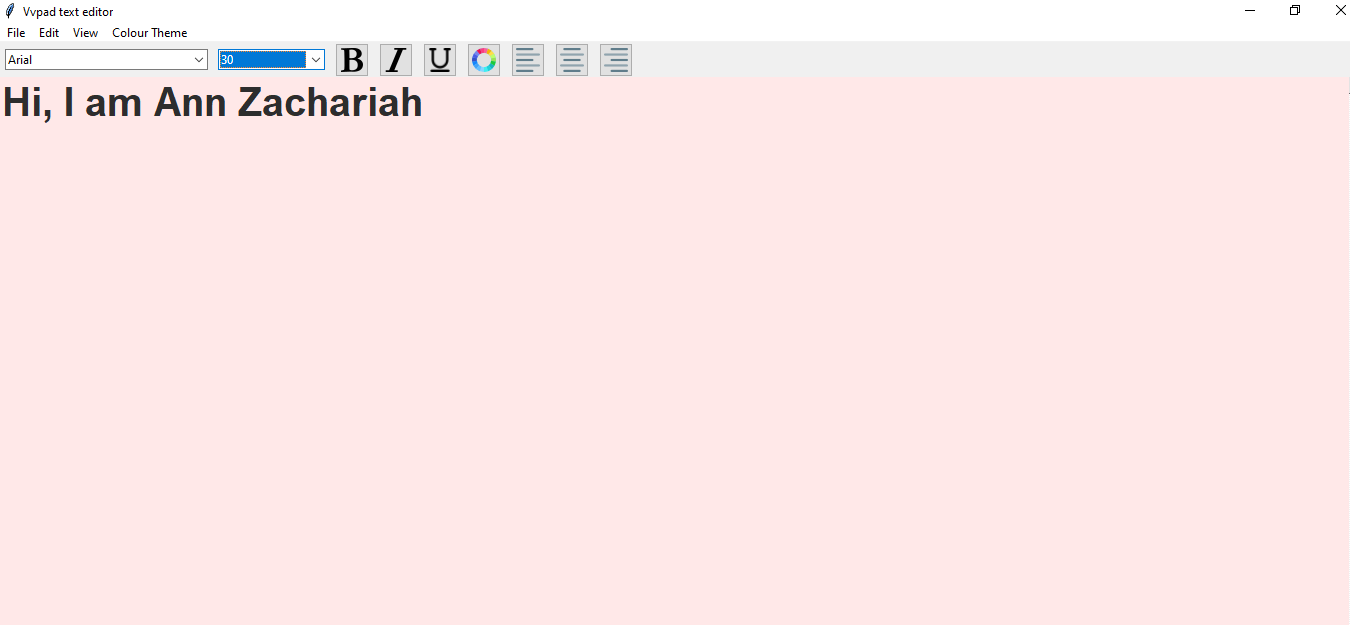 Vvpad text editor
File Edit View Colour Theme
Arial 30 B I U
Hi, I am Ann Zachariah